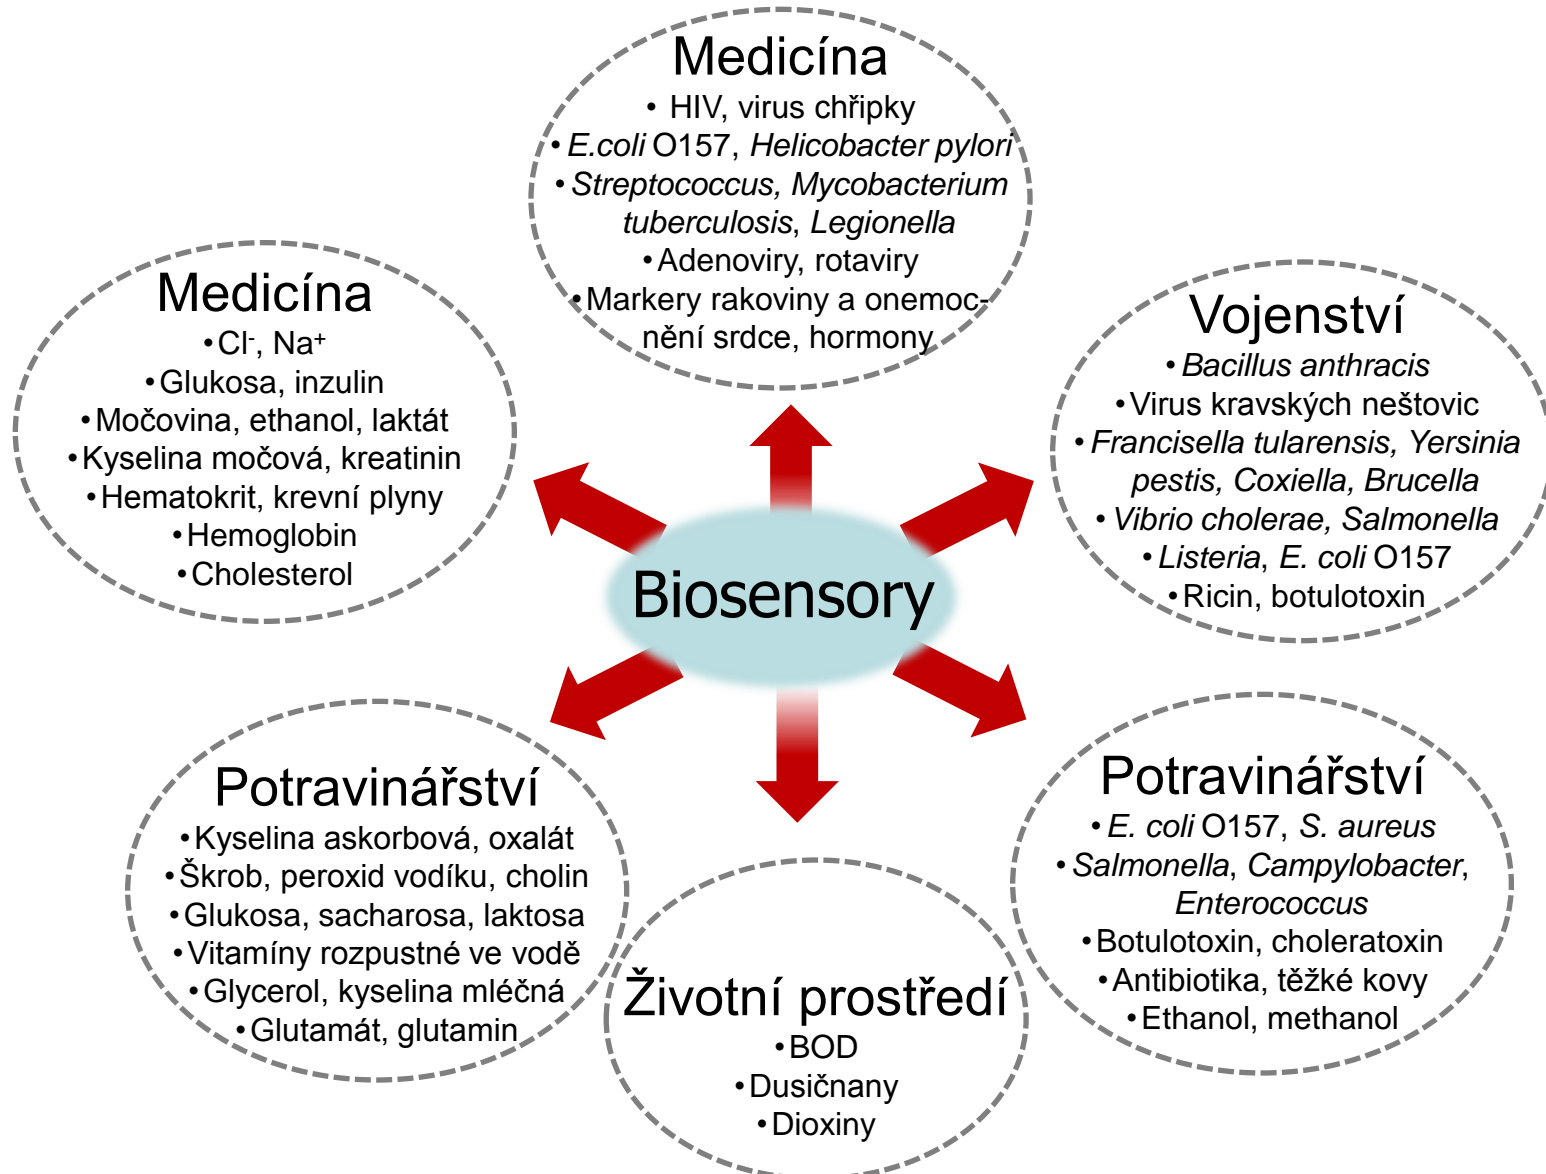 Medicína
• HIV, virus chřipky
•E.coli O157, Helicobacter pylori
•Streptococcus, Mycobacterium
tuberculosis, Legionella
•Adenoviry, rotaviry
•Markery rakoviny a onemoc-
nění srdce, hormony
Medicína
•Cl⁻, Na⁺
•Glukosa, inzulin
•Močovina, ethanol, laktát
•Kyselina močová, kreatinin
•Hematokrit, krevní plyny
•Hemoglobin
•Cholesterol
Vojenství
•Bacillus anthracis
•Virus kravských neštovic
•Francisella tularensis, Yersinia
pestis, Coxiella, Brucella
•Vibrio cholerae, Salmonella
•Listeria, E. coli O157
•Ricin, botulotoxin
Biosensory
Potravinářství
•Kyselina askorbová, oxalát
•Škrob, peroxid vodíku, cholin
•Glukosa, sacharosa, laktosa
•Vitamíny rozpustné ve vodě
•Glycerol, kyselina mléčná
•Glutamát, glutamin
Potravinářství
•E. coli O157, S. aureus
•Salmonella, Campylobacter,
Enterococcus
•Botulotoxin, choleratoxin
•Antibiotika, těžké kovy
•Ethanol, methanol
Životní prostředí
•BOD
•Dusičnany
•Dioxiny